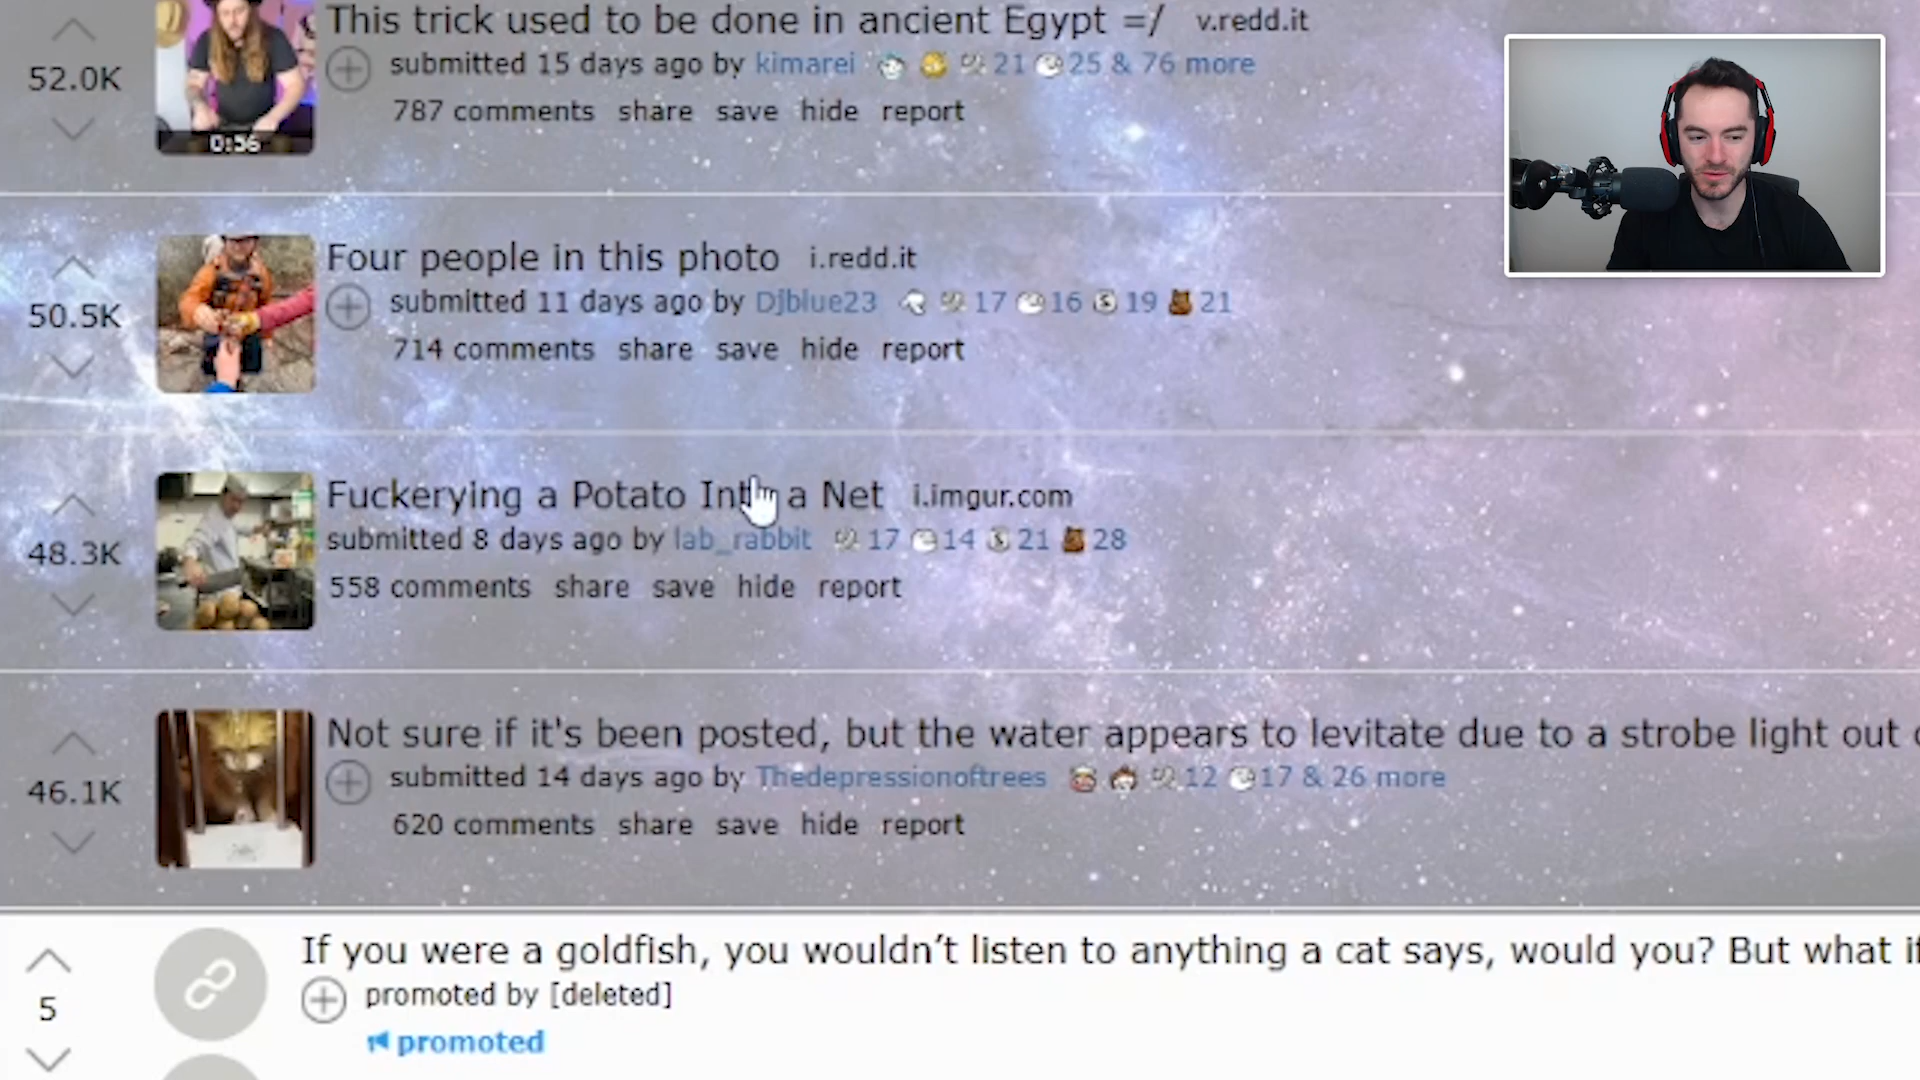 This trick used to be done in ancient Egypt =/ v.redd.it
52.0K
submitted 15 days ago by kimarei 21 25 & 76 more
787 comments share save hide report
0:56
Four people in this photo i.redd.it
50.5K
submitted 11 days ago by Djblue23 17 16 19 21
714 comments share save hide report
Fuckerying a Potato Int a Net i.imgur.com
48.3K
submitted 8 days ago by lab_rabbit 17 14 21 28
558 comments share save hide report
Not sure if it's been posted, but the water appears to levitate due to a strobe light out
46.1K
submitted 14 days ago by Thedepressionoftrees 12 17 & 26 more
620 comments share save hide report
If you were a goldfish, you wouldn’t listen to anything a cat says, would you? But what if
5
promoted by [deleted]
promoted